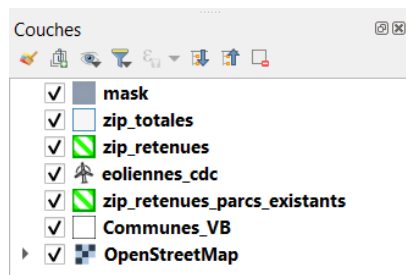 Couches
mask
zip_totales
zip_retenues
eoliennes_cdc
zip_retenues_parcs_existants
Communes_VB
OpenStreetMap